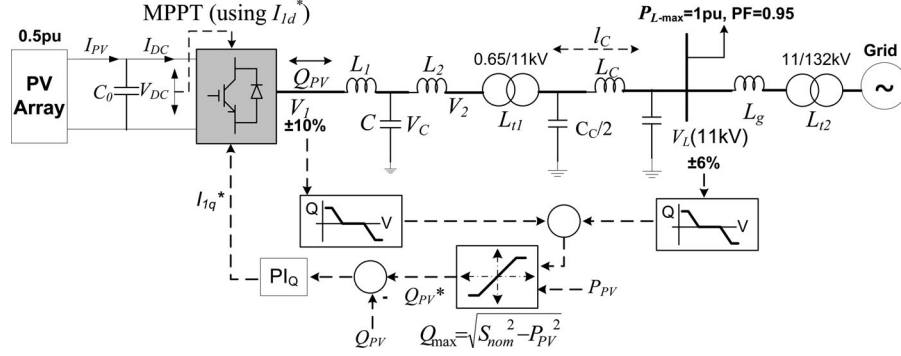 MPPT (using I1d*)
PL-max=1pu, PF=0.95
0.5pu
IPV
IDC
PV Array
C0
VDC
QPV
V1
±10%
L1
L2
C
VC
V2
0.65/11kV
Lt1
lC
LC
CC/2
VL(11kV)
±6%
Lg
11/132kV
Lt2
Grid
~
I1q*
Q
V
Q
V
PIQ
-
QPV*
PPV
QPV
Qmax=√Snom²−PPV²